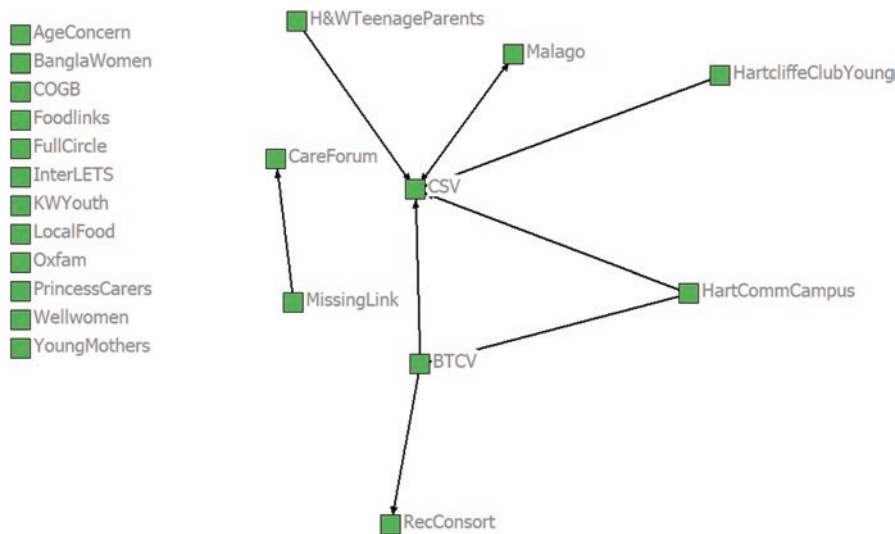 AgeConcern
BanglaWomen
COGB
Foodlinks
FullCircle
InterLETS
KWYouth
LocalFood
Oxfam
PrincessCarers
Wellwomen
YoungMothers
H&WTeenageParents
Malago
HartcliffeClubYoung
CareForum
CSV
MissingLink
HartCommCampus
BTCV
RecConsort